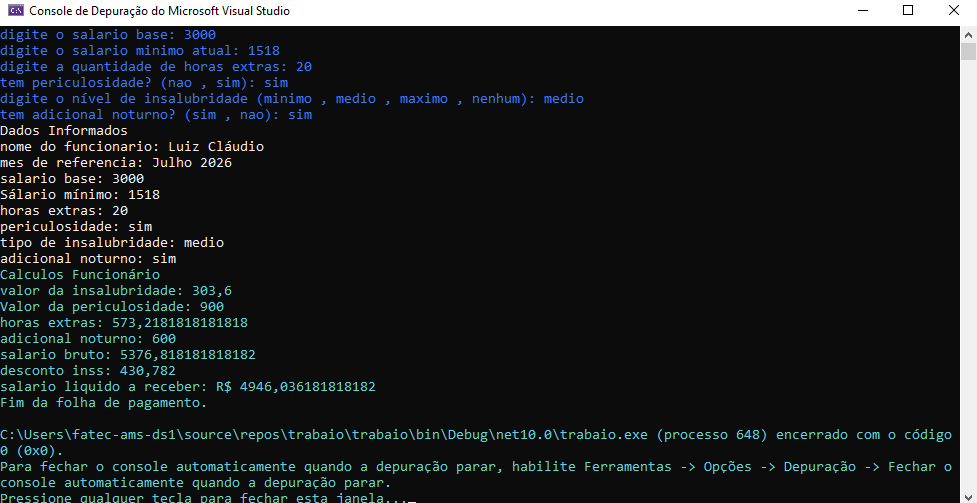 Console de Depuração do Microsoft Visual Studio
digite o salario base: 3000
digite o salario minimo atual: 1518
digite a quantidade de horas extras: 20
tem periculosidade? (nao , sim): sim
digite o nível de insalubridade (minimo , medio , maximo , nenhum): medio
tem adicional noturno? (sim , nao): sim
Dados Informados
nome do funcionario: Luiz Cláudio
mes de referencia: Julho 2026
salario base: 3000
Sálario mínimo: 1518
horas extras: 20
periculosidade: sim
tipo de insalubridade: medio
adicional noturno: sim
Calculos Funcionário
valor da insalubridade: 303,6
Valor da periculosidade: 900
horas extras: 573,2181818181818
adicional noturno: 600
salario bruto: 5376,818181818182
desconto inss: 430,782
salario liquido a receber: R$ 4946,036181818182
Fim da folha de pagamento.
C:\Users\fatec-ams-ds1\source\repos\trabaio\trabaio\bin\Debug\net10.0\trabaio.exe (processo 648) encerrado com o código
0 (0x0).
Para fechar o console automaticamente quando a depuração parar, habilite Ferramentas -> Opções -> Depuração -> Fechar o
console automaticamente quando a depuração parar.
Pressione qualquer tecla para fechar esta janela..._